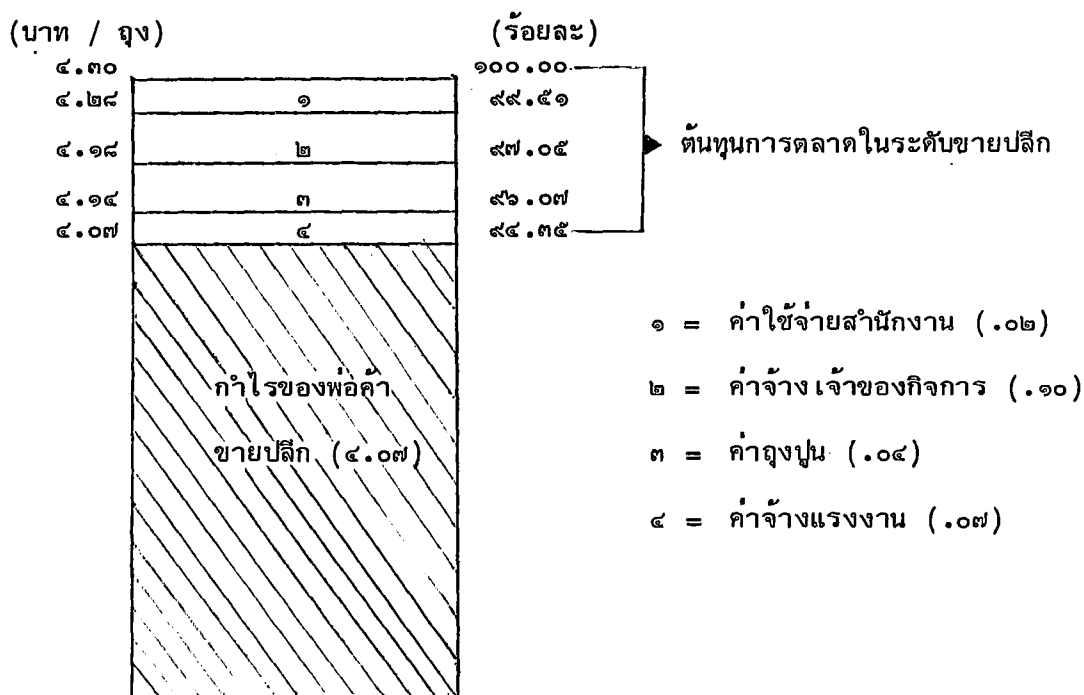 (บาท / ถุง) (ร้อยละ)
๔.๓๐ ๑๐๐.๐๐
๔.๒๘ ๑ ๙๙.๕๑
๔.๑๘ ๒ ๙๗.๐๕ ต้นทุนการตลาดในระดับขายปลีก
๔.๑๔ ๓ ๙๖.๐๗
๔.๐๗ ๔ ๙๔.๓๕
๑ = ค่าใช้จ่ายสำนักงาน (.๐๒)
กำไรของพ่อค้า ๒ = ค่าจ้างเจ้าของกิจการ (.๑๐)
ขายปลีก (๔.๐๗) ๓ = ค่าถุงปูน (.๐๔)
๔ = ค่าจ้างแรงงาน (.๐๗)